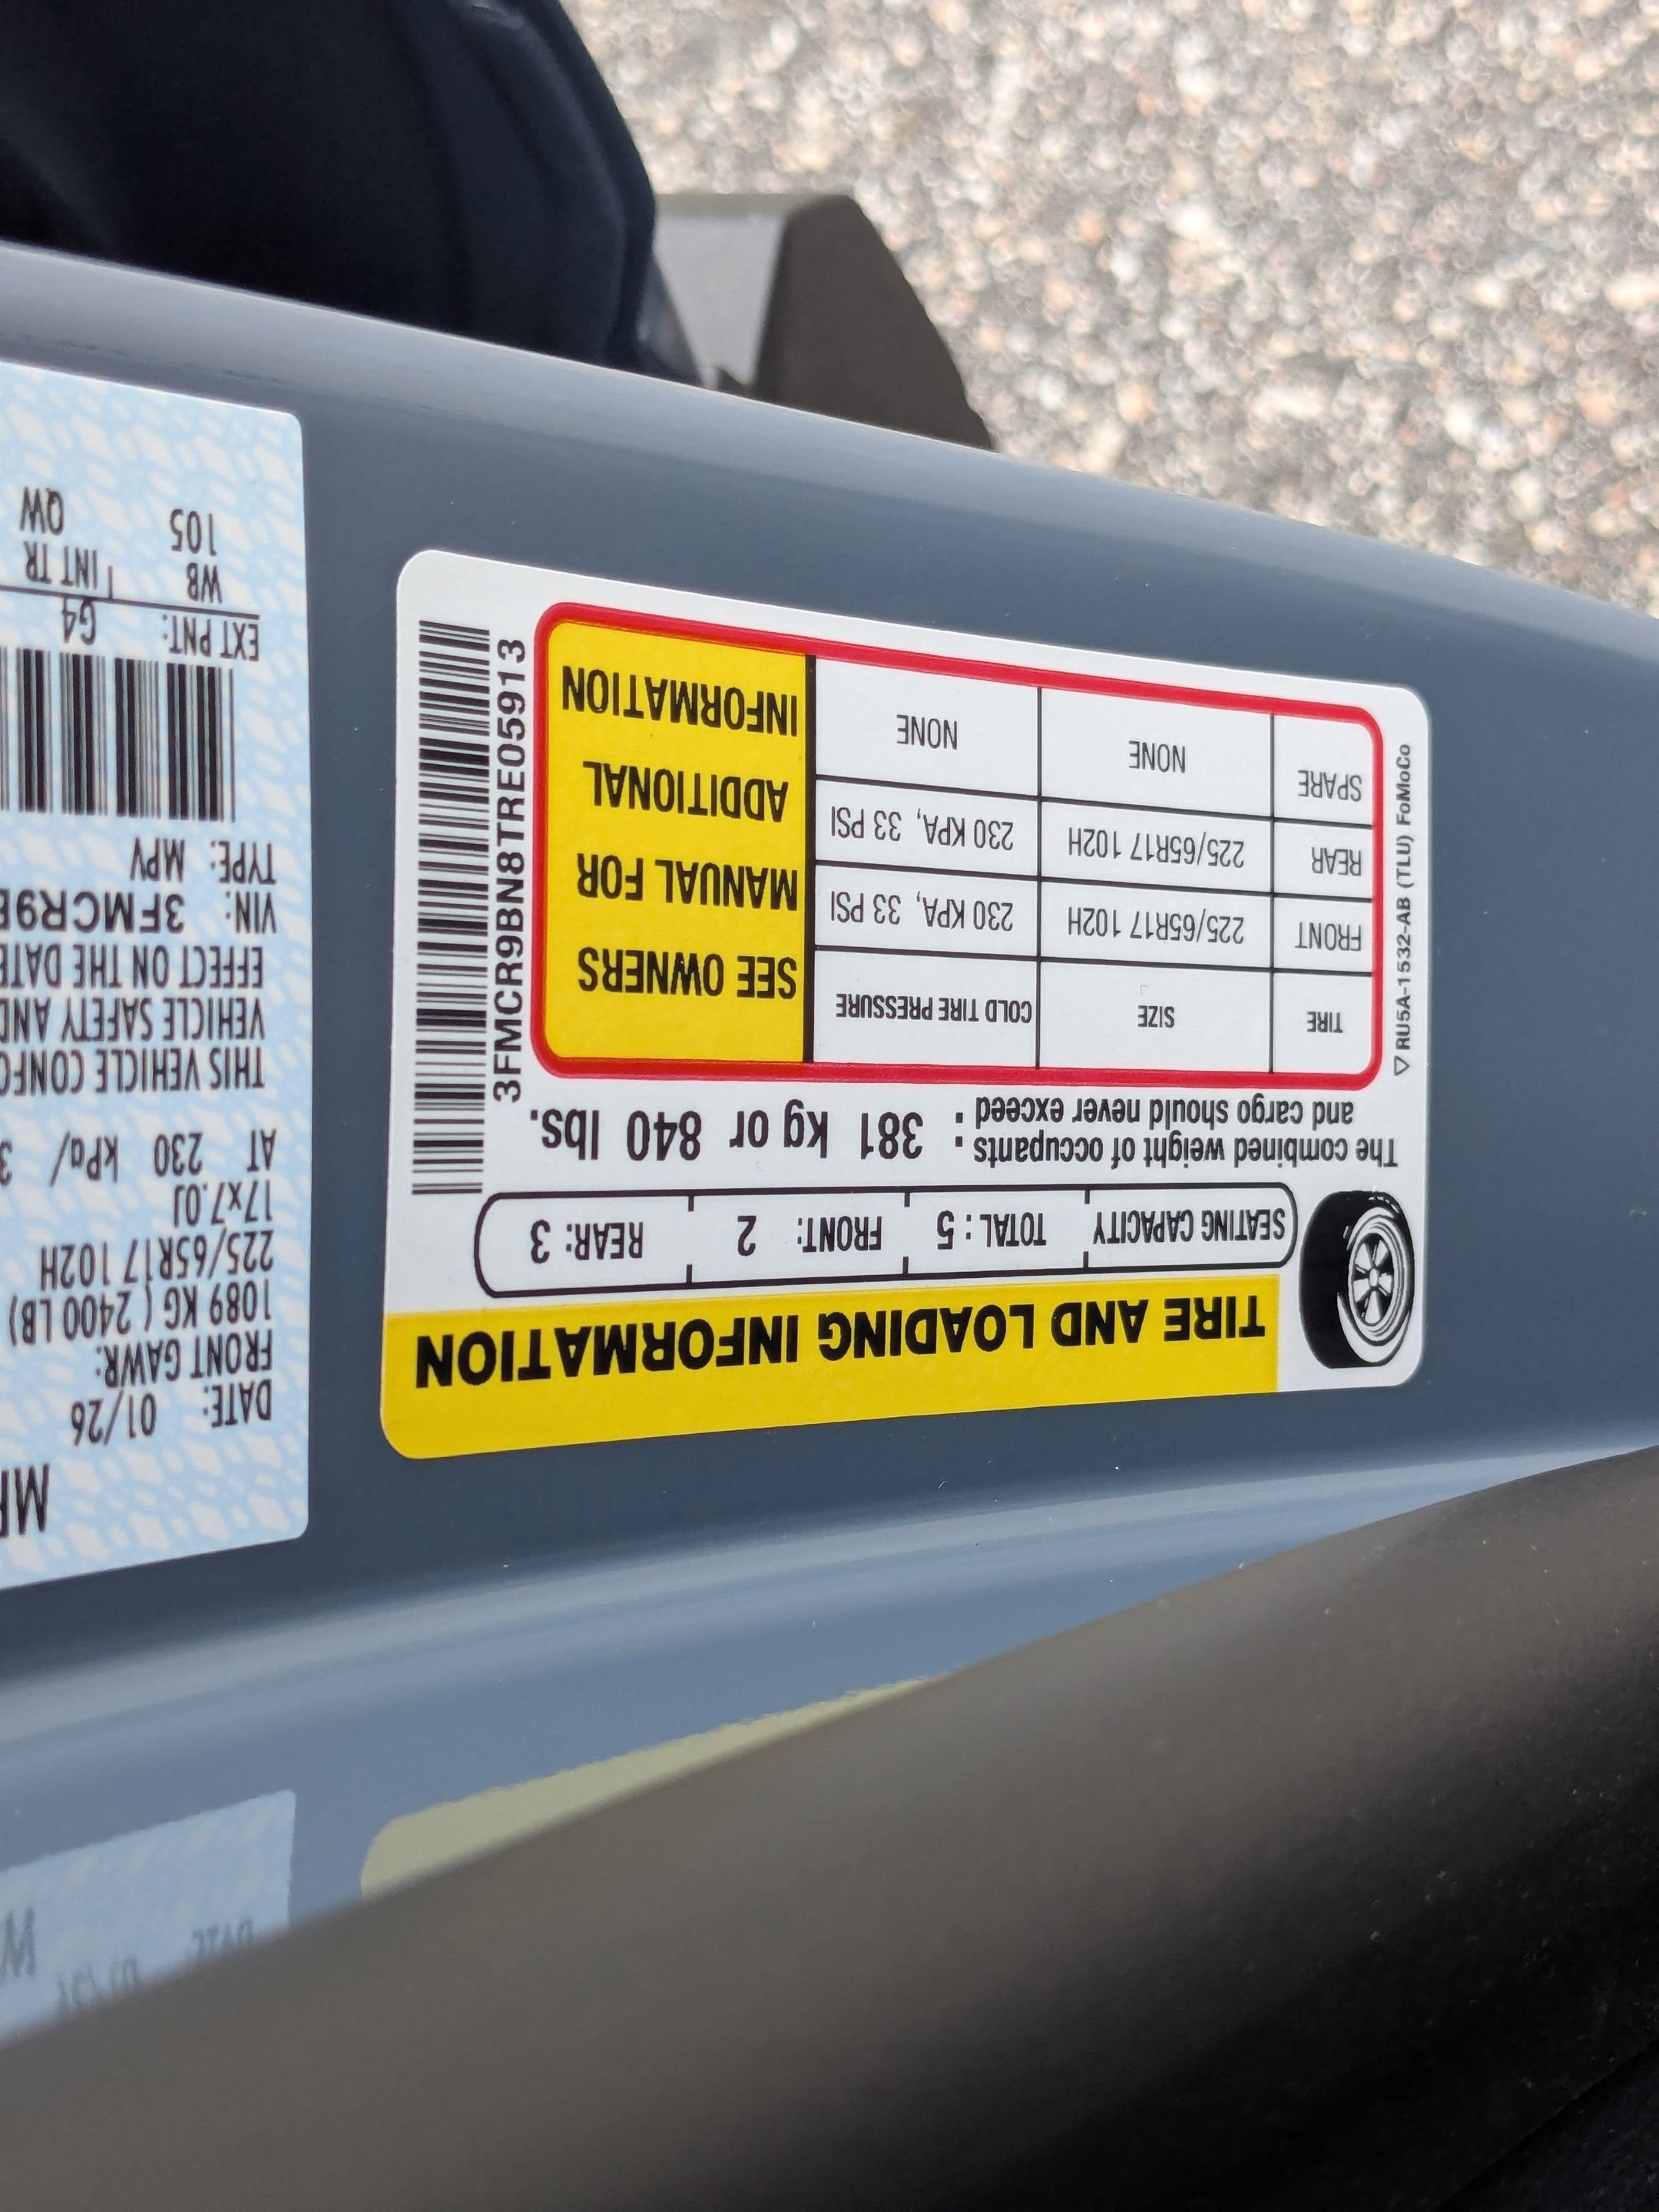 TIRE AND LOADING INFORMATION
SEATING CAPACITY TOTAL : 5 FRONT: 2 REAR: 3
The combined weight of occupants
and cargo should never exceed : 381 kg or 840 lbs.
TIRE SIZE COLD TIRE PRESSURE
FRONT 225/65R17 102H 230 KPA, 33 PSI
REAR 225/65R17 102H 230 KPA, 33 PSI
SPARE NONE NONE
SEE OWNERS
MANUAL FOR
ADDITIONAL
INFORMATION
3FMCR9BN8TRE05913
RU5A-1532-AB (TLU) FoMoCo
DATE: 01/26
FRONT GAWR:
1089 KG ( 2400 LB)
225/65R17 102H
17x7.0J
AT 230 kPa/ 3
THIS VEHICLE CONFO
VEHICLE SAFETY AND
EFFECT ON THE DATE
VIN: 3FMCR9B
TYPE: MPV
EXT PNT: G4
WB INT TR
105 QW